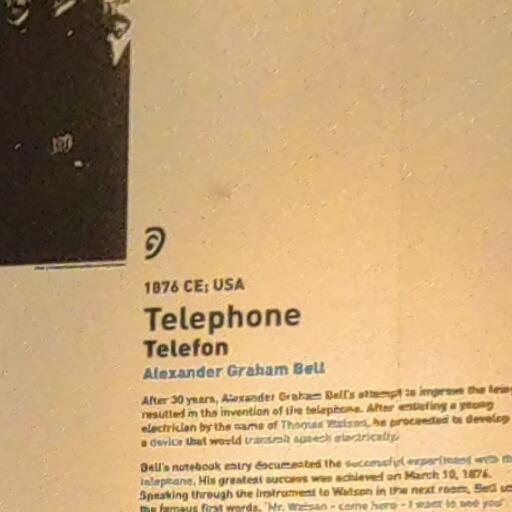 1876 CE; USA
Telephone
Telefon
Alexander Graham Bell
After 30 years, Alexander Graham Bell's attempt to improve the
resulted in the invention of the telephone. After enlisting a young
electrician by the name of Thomas Watson, he proceeded to develop
a device that would transmit speech electrically.
Bell's notebook entry documented the successful experiment with
telephone. His greatest success was achieved on March 10, 1876.
Speaking through the instrument to Watson in the next room, Bell
the famous first words, "Mr. Watson - come here - I want to see you".